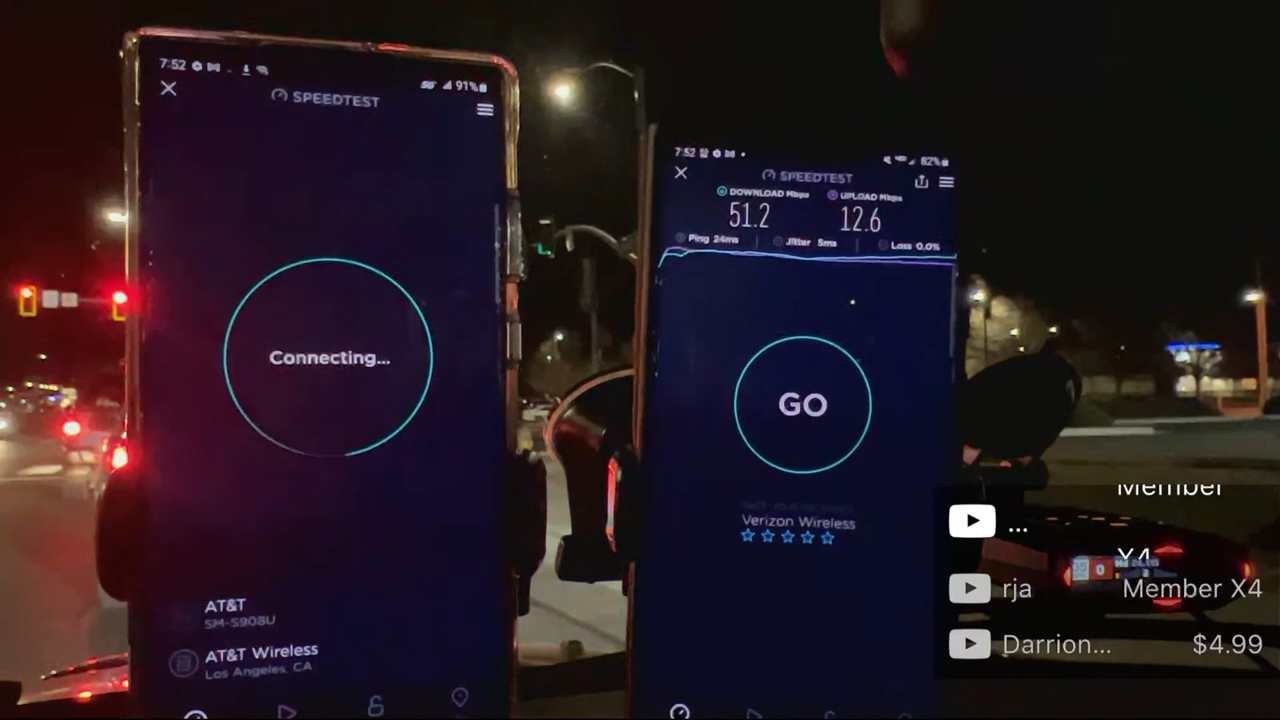 7:52
91%
SPEEDTEST
Connecting...
AT&T
SM-S908U
AT&T Wireless
Los Angeles, CA
7:52
82%
SPEEDTEST
DOWNLOAD Mbps
UPLOAD Mbps
51.2
12.6
Ping 24ms
Jitter 5ms
Loss 0.0%
GO
Verizon Wireless
Member
...
X4
rja Member X4
Darrion... $4.99
0